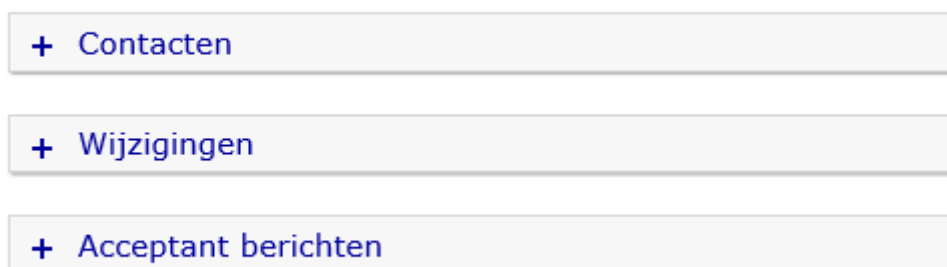 + Contacten
+ Wijzigingen
+ Acceptant berichten